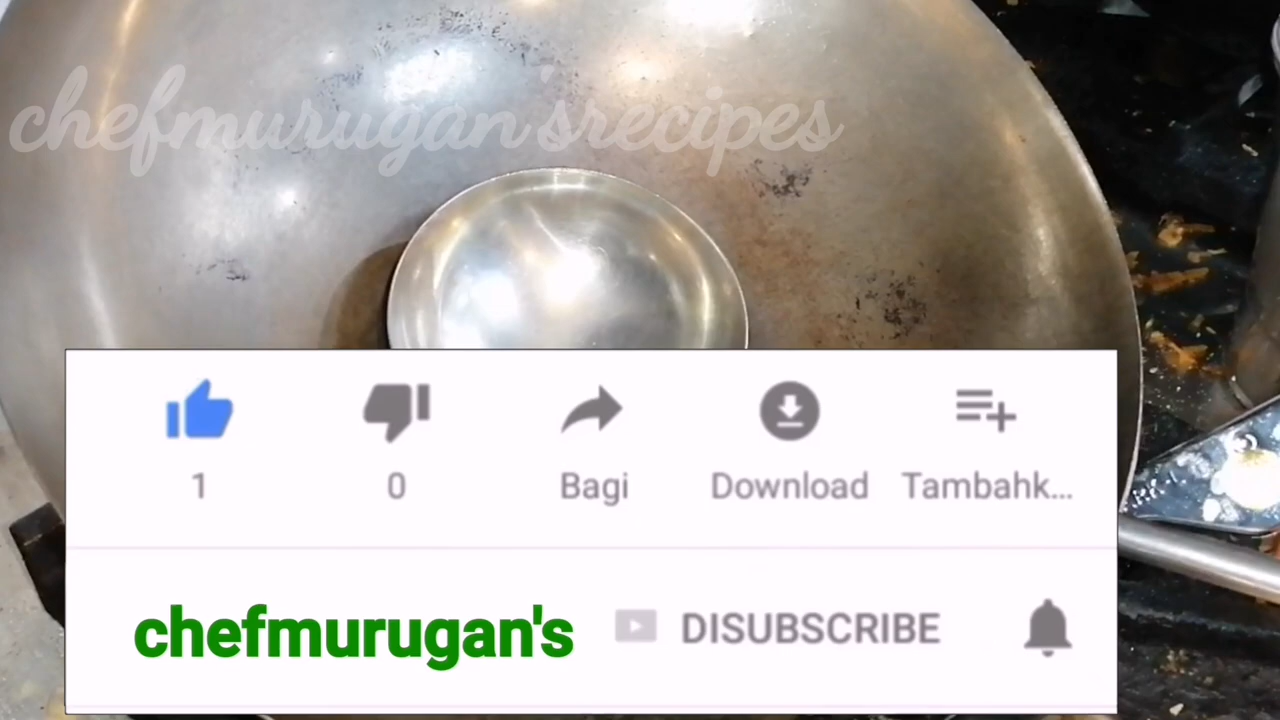 chefmurugan'srecipes
1
0
Bagi
Download
Tambahk...
chefmurugan's
DISUBSCRIBE